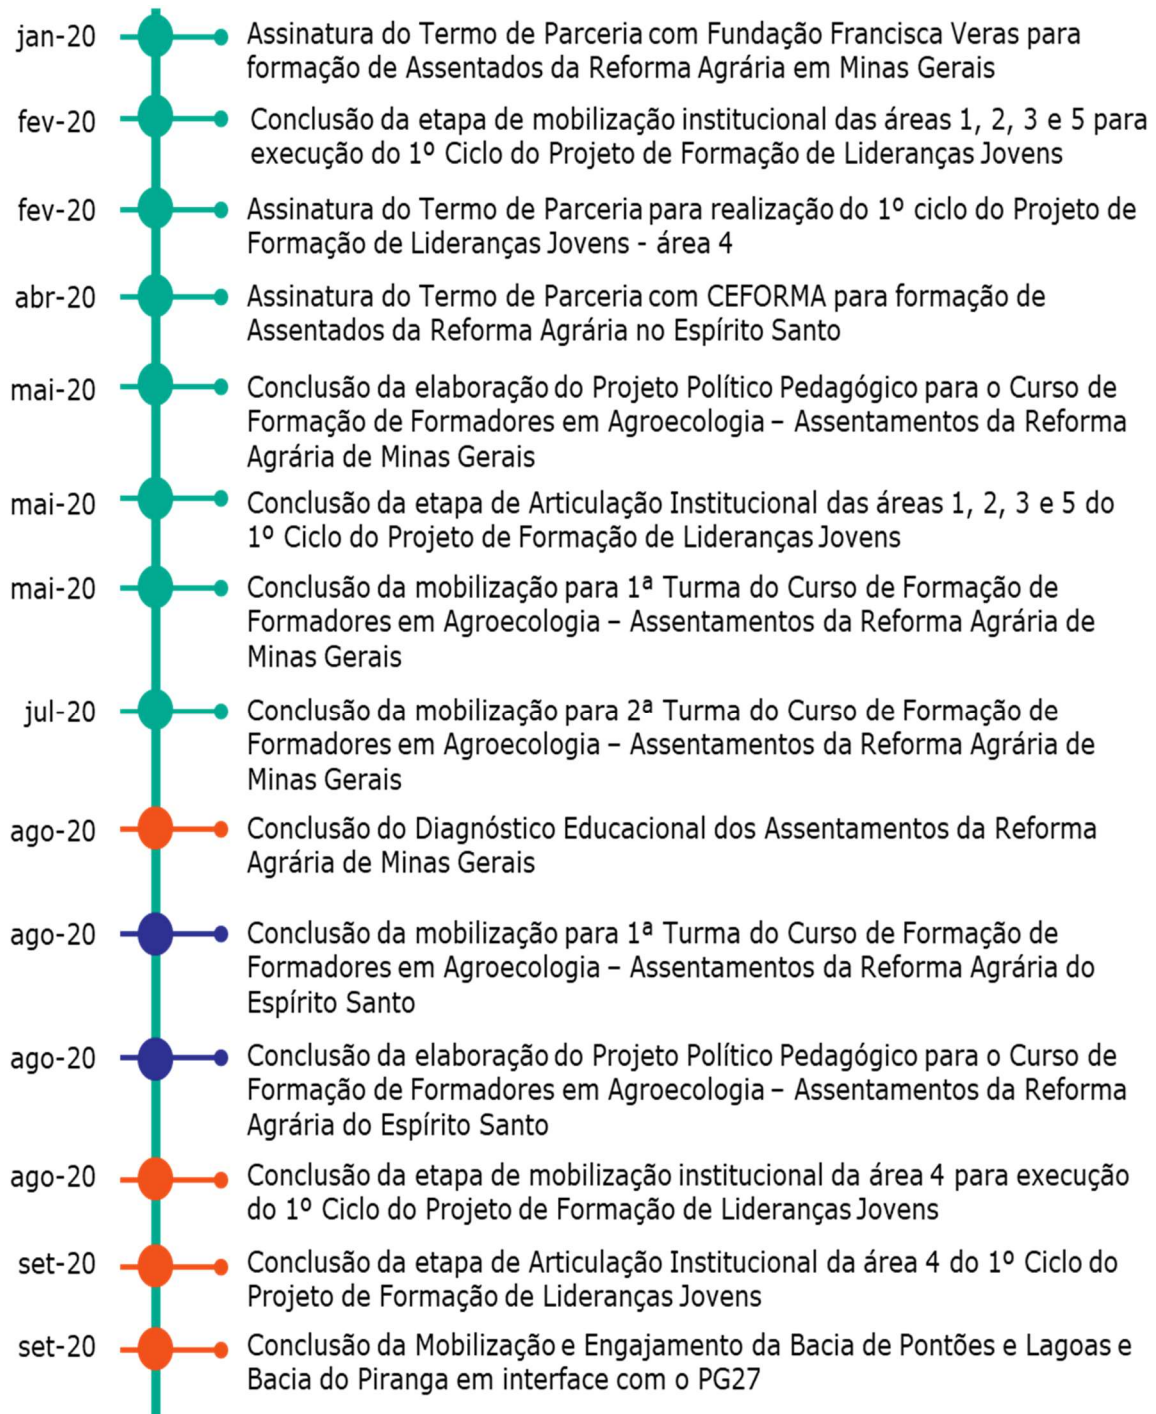 jan-20
Assinatura do Termo de Parceria com Fundação Francisca Veras para
formação de Assentados da Reforma Agrária em Minas Gerais
fev-20
Conclusão da etapa de mobilização institucional das áreas 1, 2, 3 e 5 para
execução do 1º Ciclo do Projeto de Formação de Lideranças Jovens
fev-20
Assinatura do Termo de Parceria para realização do 1º ciclo do Projeto de
Formação de Lideranças Jovens - área 4
abr-20
Assinatura do Termo de Parceria com CEFORMA para formação de
Assentados da Reforma Agrária no Espírito Santo
mai-20
Conclusão da elaboração do Projeto Político Pedagógico para o Curso de
Formação de Formadores em Agroecologia – Assentamentos da Reforma
Agrária de Minas Gerais
mai-20
Conclusão da etapa de Articulação Institucional das áreas 1, 2, 3 e 5 do
1º Ciclo do Projeto de Formação de Lideranças Jovens
mai-20
Conclusão da mobilização para 1ª Turma do Curso de Formação de
Formadores em Agroecologia – Assentamentos da Reforma Agrária de
Minas Gerais
jul-20
Conclusão da mobilização para 2ª Turma do Curso de Formação de
Formadores em Agroecologia – Assentamentos da Reforma Agrária de
Minas Gerais
ago-20
Conclusão do Diagnóstico Educacional dos Assentamentos da Reforma
Agrária de Minas Gerais
ago-20
Conclusão da mobilização para 1ª Turma do Curso de Formação de
Formadores em Agroecologia – Assentamentos da Reforma Agrária do
Espírito Santo
ago-20
Conclusão da elaboração do Projeto Político Pedagógico para o Curso de
Formação de Formadores em Agroecologia – Assentamentos da Reforma
Agrária do Espírito Santo
ago-20
Conclusão da etapa de mobilização institucional da área 4 para execução
do 1º Ciclo do Projeto de Formação de Lideranças Jovens
set-20
Conclusão da etapa de Articulação Institucional da área 4 do 1º Ciclo do
Projeto de Formação de Lideranças Jovens
set-20
Conclusão da Mobilização e Engajamento da Bacia de Pontões e Lagoas e
Bacia do Piranga em interface com o PG27